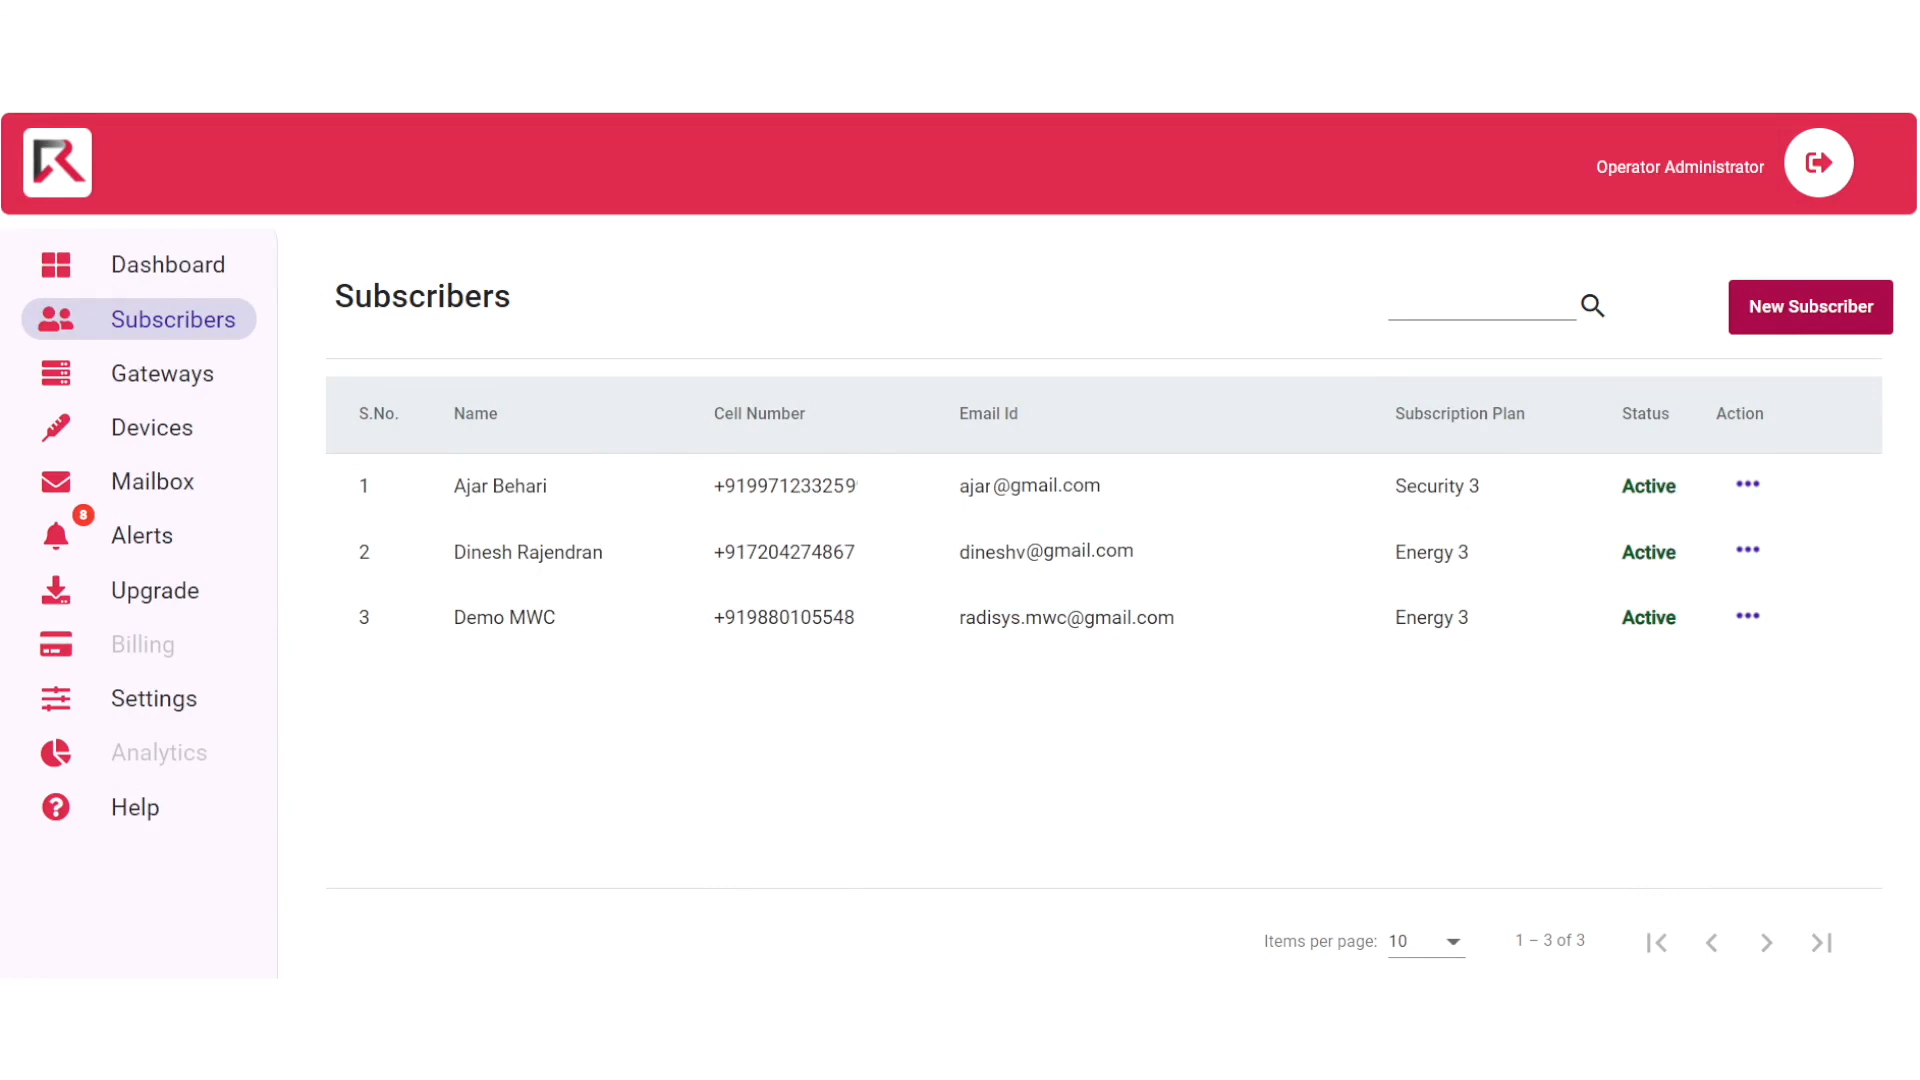 Operator Administrator
Dashboard
Subscribers
Gateways
Devices
Mailbox
8
Alerts
Upgrade
Billing
Settings
Analytics
Help
Subscribers
New Subscriber
S.No. Name Cell Number Email Id Subscription Plan Status Action
1 Ajar Behari +919971233259 ajar@gmail.com Security 3 Active
2 Dinesh Rajendran +917204274867 dineshv@gmail.com Energy 3 Active
3 Demo MWC +919880105548 radisys.mwc@gmail.com Energy 3 Active
Items per page: 10 1 – 3 of 3